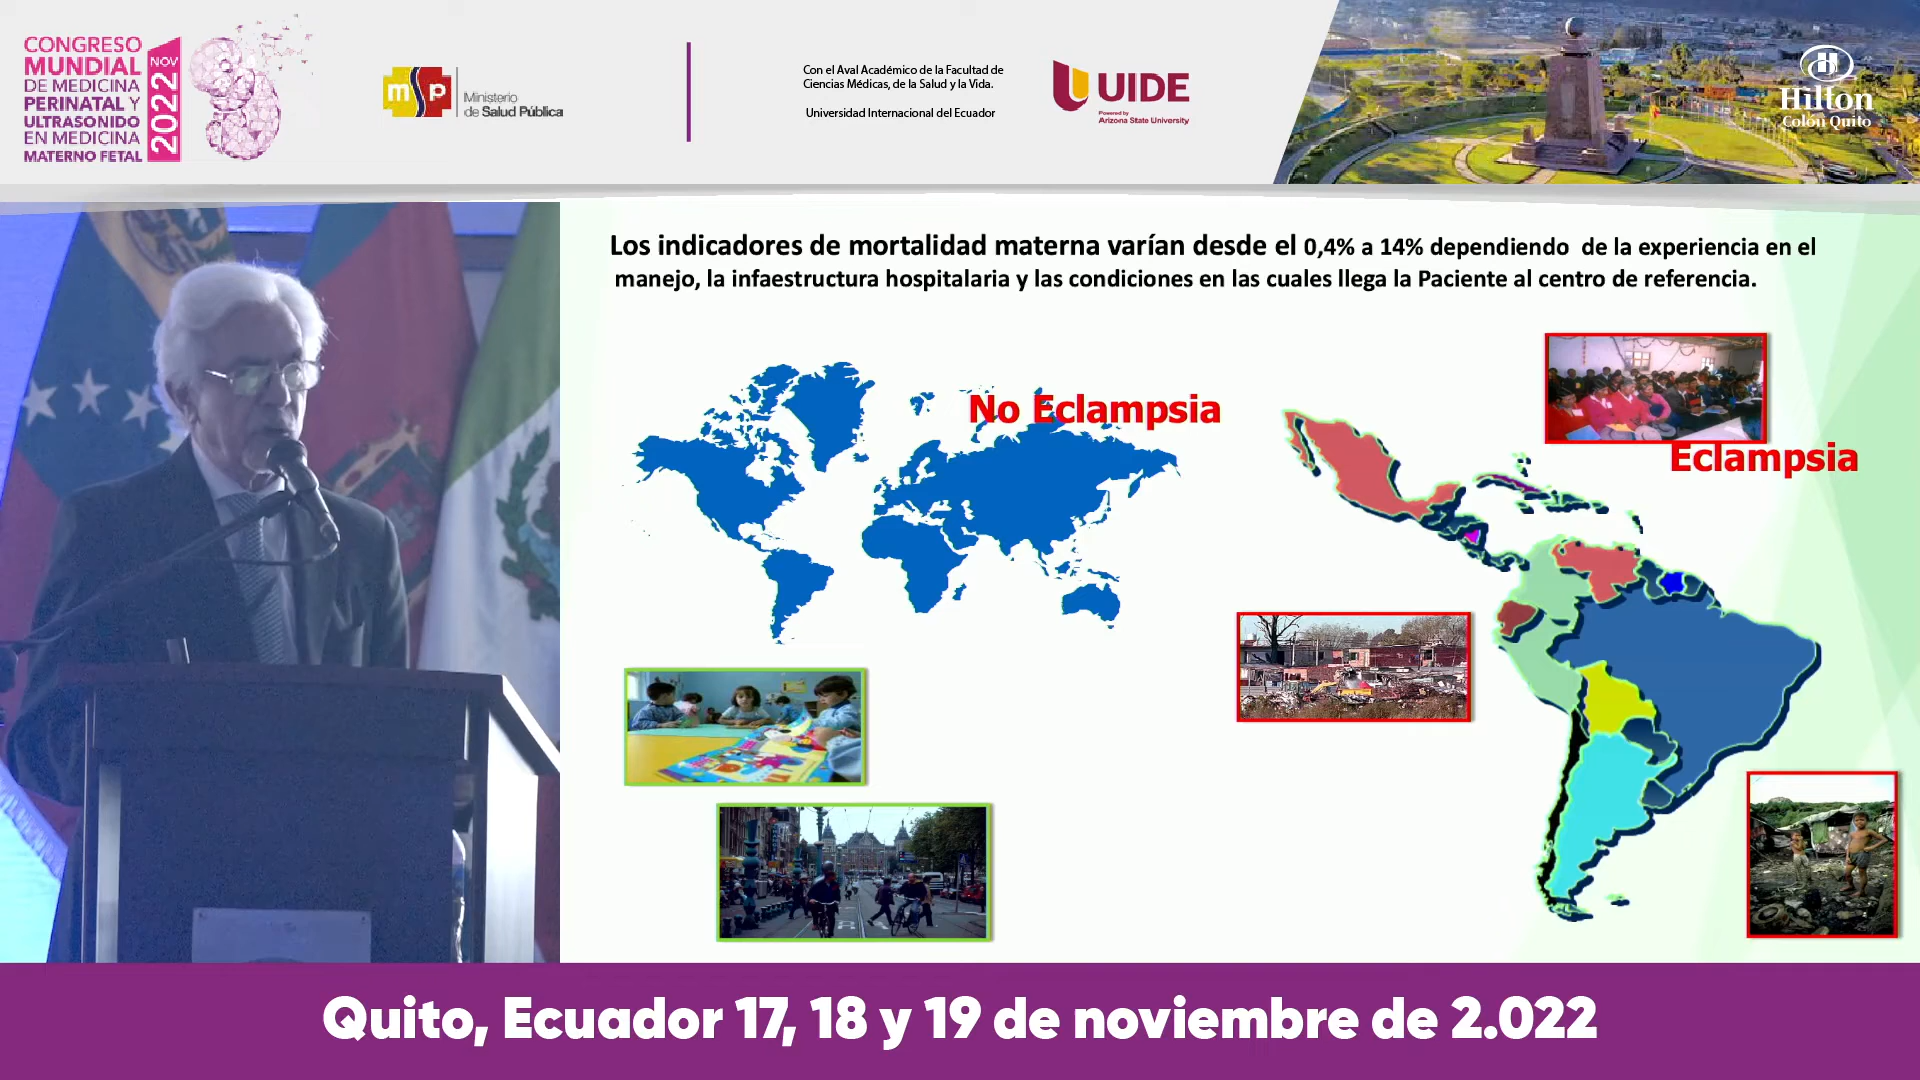 CONGRESO
MUNDIAL
DE MEDICINA
PERINATAL Y
ULTRASONIDO
EN MEDICINA
MATERNO FETAL
NOV
2022
msp
Ministerio
de Salud Pública
Con el Aval Académico de la Facultad de
Ciencias Médicas, de la Salud y la Vida.
Universidad Internacional del Ecuador
UIDE
Powered by
Arizona State University
H
Hilton
Colón Quito
Los indicadores de mortalidad materna varían desde el 0,4% a 14% dependiendo de la experiencia en el
manejo, la infaestructura hospitalaria y las condiciones en las cuales llega la Paciente al centro de referencia.
No Eclampsia
Eclampsia
Quito, Ecuador 17, 18 y 19 de noviembre de 2.022